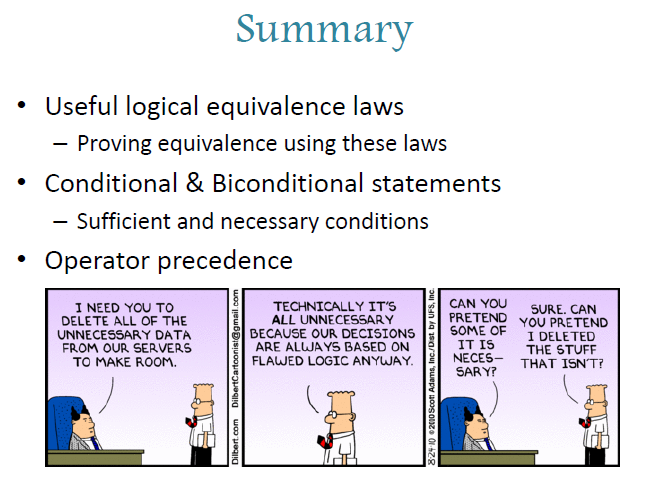 Summary
• Useful logical equivalence laws
– Proving equivalence using these laws
• Conditional & Biconditional statements
– Sufficient and necessary conditions
• Operator precedence
I NEED YOU TO
DELETE ALL OF THE
UNNECESSARY DATA
FROM OUR SERVERS
TO MAKE ROOM.
Dilbert.com DilbertCartoonist@gmail.com
TECHNICALLY IT'S
ALL UNNECESSARY
BECAUSE OUR DECISIONS
ARE ALWAYS BASED ON
FLAWED LOGIC ANYWAY.
8-24-10 ©2010 Scott Adams, Inc./Dist. by UFS, Inc.
CAN YOU
PRETEND
SOME OF
IT IS
NECES-
SARY?
SURE. CAN
YOU PRETEND
I DELETED
THE STUFF
THAT ISN'T?